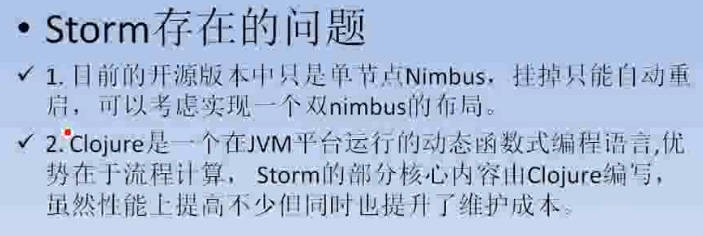 • Storm存在的问题
✓ 1. 目前的开源版本中只是单节点Nimbus，挂掉只能自动重
启，可以考虑实现一个双nimbus的布局。
✓ 2. Clojure是一个在JVM平台运行的动态函数式编程语言,优
势在于流程计算， Storm的部分核心内容由Clojure编写，
虽然性能上提高不少但同时也提升了维护成本。